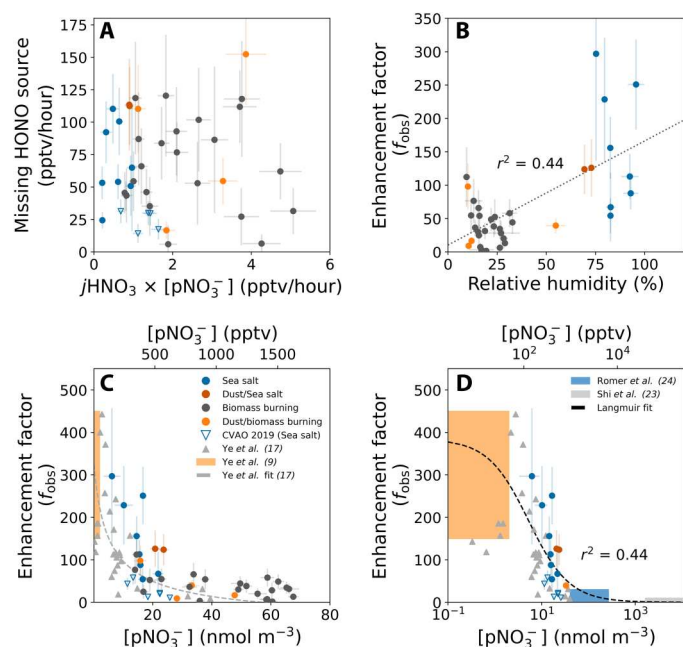 A
175
150
125
100
75
50
25
0
Missing HONO source
(pptv/hour)
0 2 4 6
jHNO₃ × [pNO₃⁻] (pptv/hour)
B
350
300
250
200
150
100
50
0
Enhancement factor
(f_obs)
r² = 0.44
0 25 50 75 100
Relative humidity (%)
[pNO₃⁻] (pptv)
500 1000 1500
C
500
400
300
200
100
0
Enhancement factor
(f_obs)
Sea salt
Dust/Sea salt
Biomass burning
Dust/biomass burning
CVAO 2019 (Sea salt)
Ye et al. (17)
Ye et al. (9)
Ye et al. fit (17)
0 20 40 60 80
[pNO₃⁻] (nmol m⁻³)
[pNO₃⁻] (pptv)
10² 10⁴
D
500
400
300
200
100
0
Enhancement factor
(f_obs)
Romer et al. (24)
Shi et al. (23)
Langmuir fit
r² = 0.44
10⁻¹ 10¹ 10³
[pNO₃⁻] (nmol m⁻³)